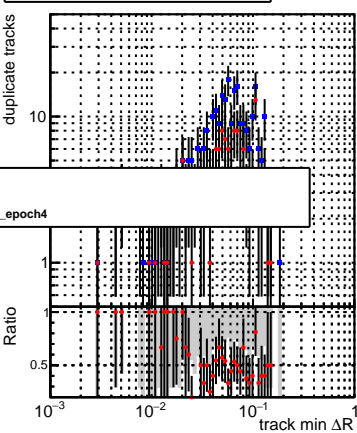 duplicate tracks
10
_epoch4
1
Ratio
1
0.5
10⁻³
10⁻²
10⁻¹
1
track min ΔR